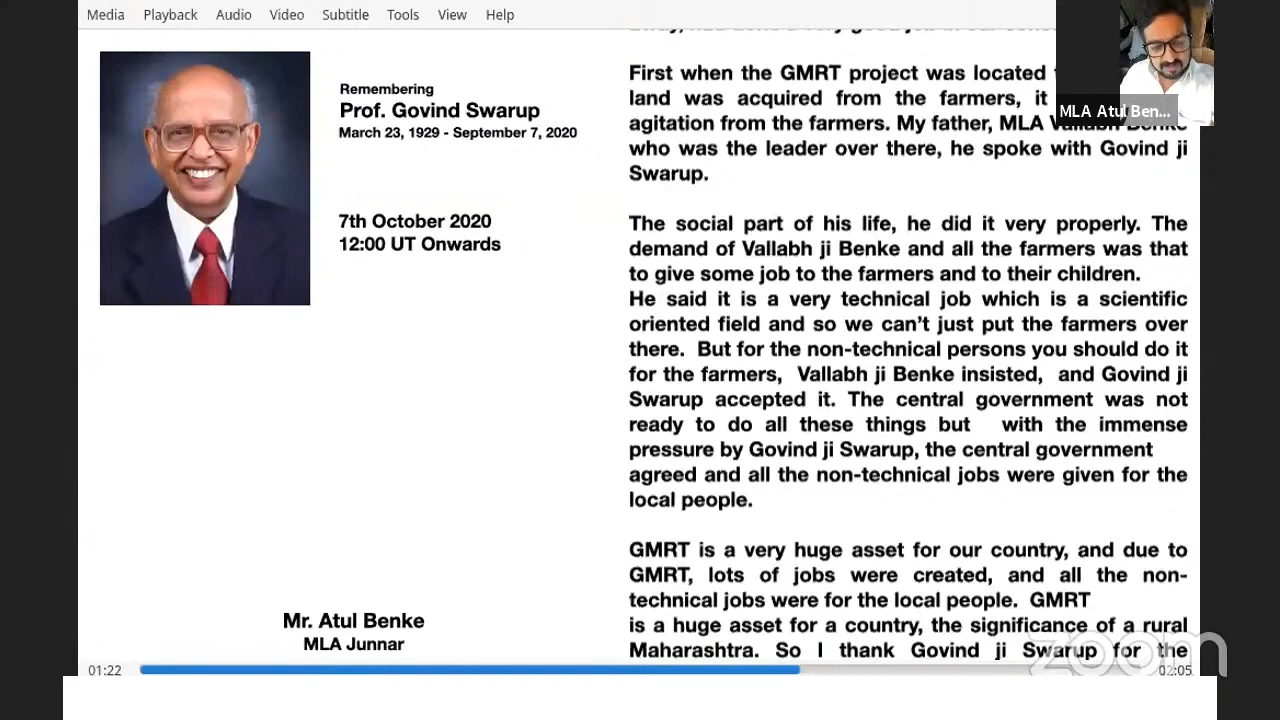 Media Playback Audio Video Subtitle Tools View Help
Remembering
Prof. Govind Swarup
March 23, 1929 - September 7, 2020
7th October 2020
12:00 UT Onwards
Mr. Atul Benke
MLA Junnar
First when the GMRT project was located
land was acquired from the farmers, it
agitation from the farmers. My father, MLA Vallabh Benke
who was the leader over there, he spoke with Govind ji
Swarup.
The social part of his life, he did it very properly. The
demand of Vallabh ji Benke and all the farmers was that
to give some job to the farmers and to their children.
He said it is a very technical job which is a scientific
oriented field and so we can't just put the farmers over
there. But for the non-technical persons you should do it
for the farmers, Vallabh ji Benke insisted, and Govind ji
Swarup accepted it. The central government was not
ready to do all these things but with the immense
pressure by Govind ji Swarup, the central government
agreed and all the non-technical jobs were given for the
local people.
GMRT is a very huge asset for our country, and due to
GMRT, lots of jobs were created, and all the non-
technical jobs were for the local people. GMRT
is a huge asset for a country, the significance of a rural
Maharashtra. So I thank Govind ji Swarup for the
MLA Atul Ben...
zoom
01:22
02:05